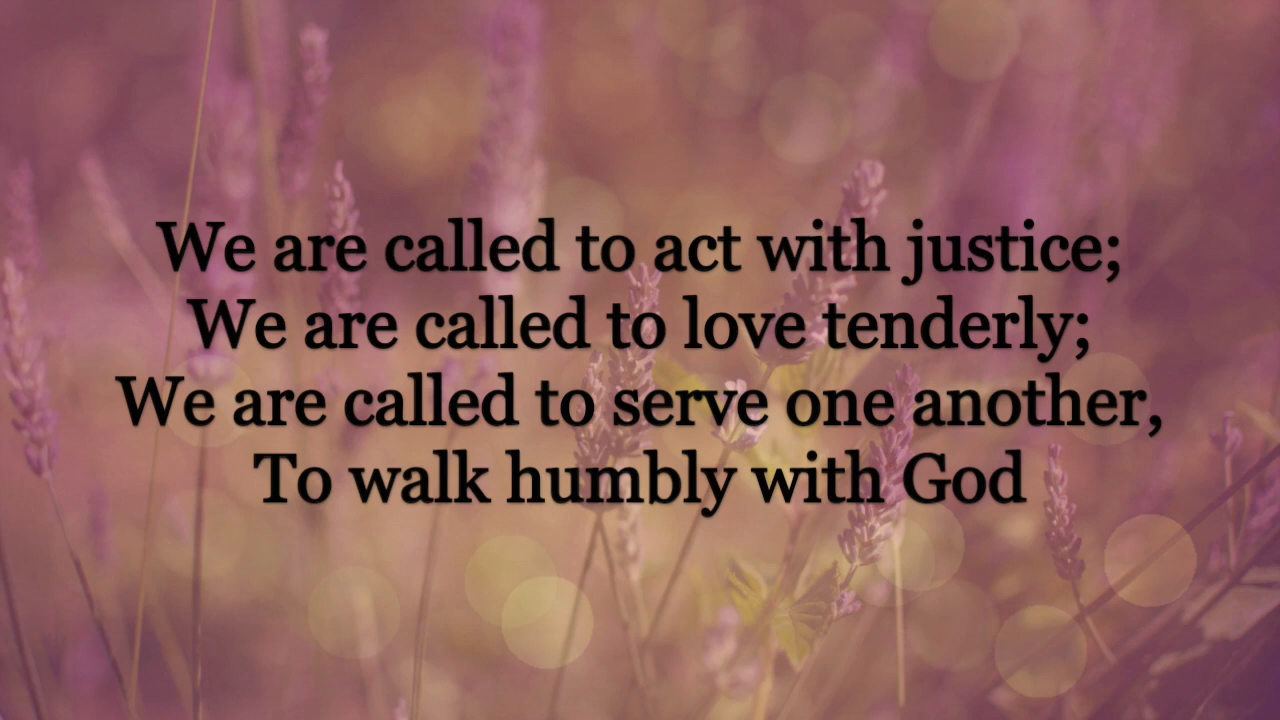 We are called to act with justice;
We are called to love tenderly;
We are called to serve one another,
To walk humbly with God